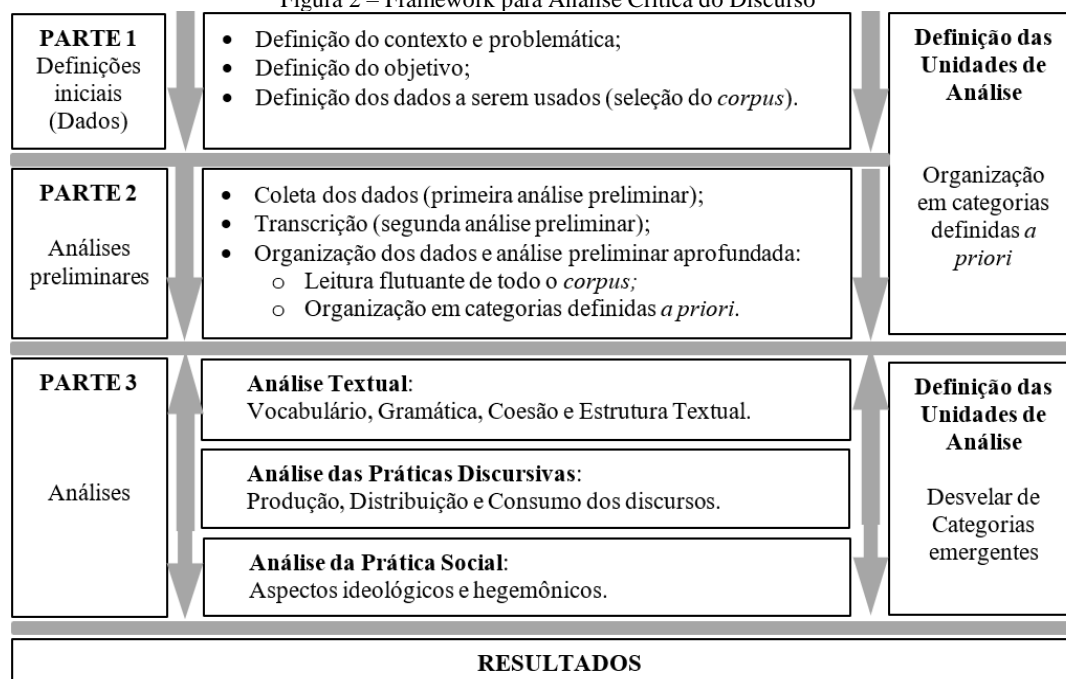 Figura 2 – Framework para Análise Crítica do Discurso
PARTE 1
Definições
iniciais
(Dados)
• Definição do contexto e problemática;
• Definição do objetivo;
• Definição dos dados a serem usados (seleção do corpus).
Definição das
Unidades de
Análise
Organização
em categorias
definidas a
priori
PARTE 2
Análises
preliminares
• Coleta dos dados (primeira análise preliminar);
• Transcrição (segunda análise preliminar);
• Organização dos dados e análise preliminar aprofundada:
o Leitura flutuante de todo o corpus;
o Organização em categorias definidas a priori.
PARTE 3
Análises
Análise Textual:
Vocabulário, Gramática, Coesão e Estrutura Textual.
Análise das Práticas Discursivas:
Produção, Distribuição e Consumo dos discursos.
Análise da Prática Social:
Aspectos ideológicos e hegemônicos.
Definição das
Unidades de
Análise
Desvelar de
Categorias
emergentes
RESULTADOS